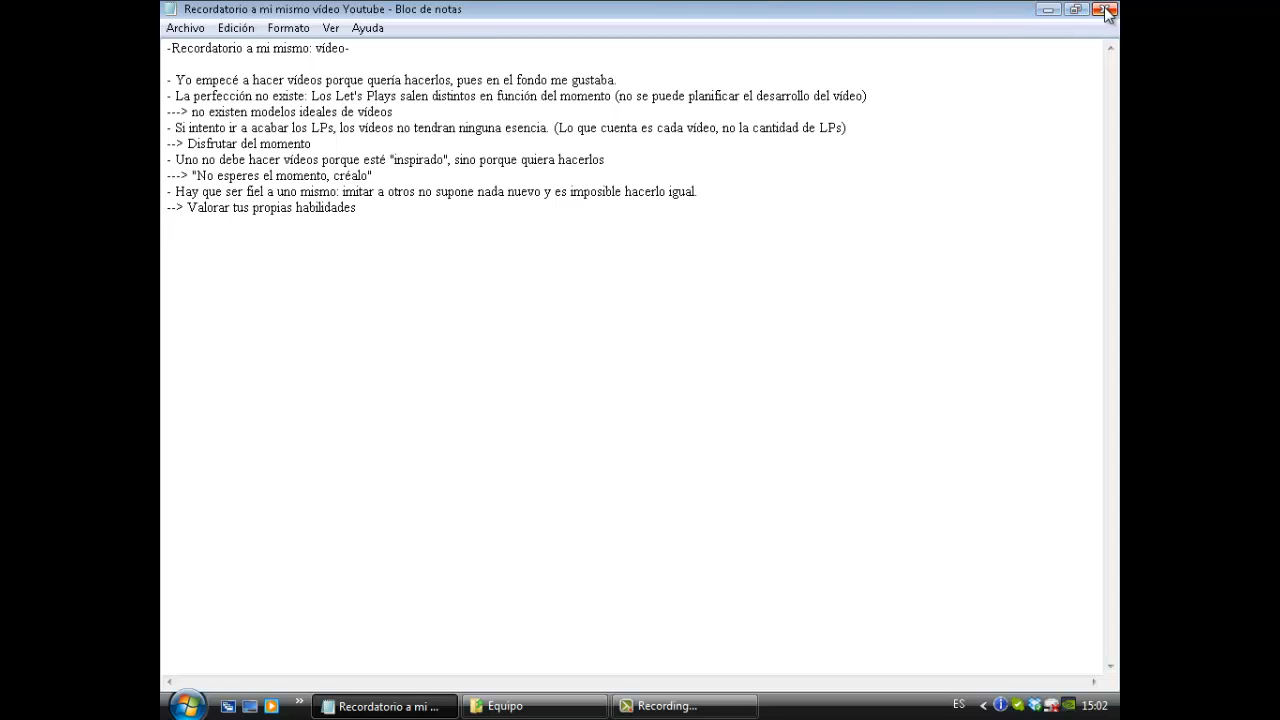 Recordatorio a mi mismo vídeo Youtube - Bloc de notas
Archivo Edición Formato Ver Ayuda
-Recordatorio a mi mismo: vídeo-
- Yo empecé a hacer vídeos porque quería hacerlos, pues en el fondo me gustaba.
- La perfección no existe: Los Let's Plays salen distintos en función del momento (no se puede planificar el desarrollo del vídeo)
---> no existen modelos ideales de vídeos
- Si intento ir a acabar los LPs, los vídeos no tendran ninguna esencia. (Lo que cuenta es cada vídeo, no la cantidad de LPs)
--> Disfrutar del momento
- Uno no debe hacer vídeos porque esté "inspirado", sino porque quiera hacerlos
---> "No esperes el momento, créalo"
- Hay que ser fiel a uno mismo: imitar a otros no supone nada nuevo y es imposible hacerlo igual.
--> Valorar tus propias habilidades
Recordatorio a mi ... Equipo Recording... ES 15:02